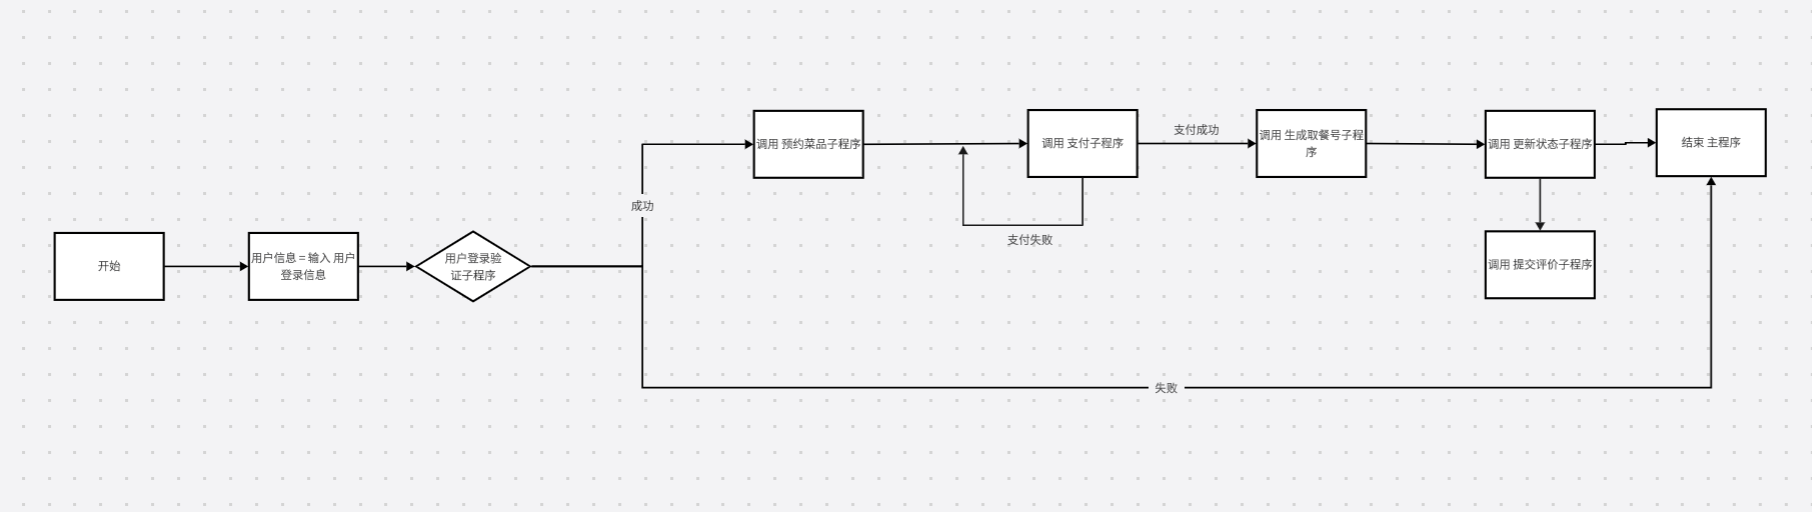 开始
用户信息 = 输入 用户
登录信息
用户登录验
证子程序
成功
调用 预约菜品子程序
调用 支付子程序
支付失败
支付成功
调用 生成取餐号子程
序
调用 更新状态子程序
结束 主程序
调用 提交评价子程序
失败